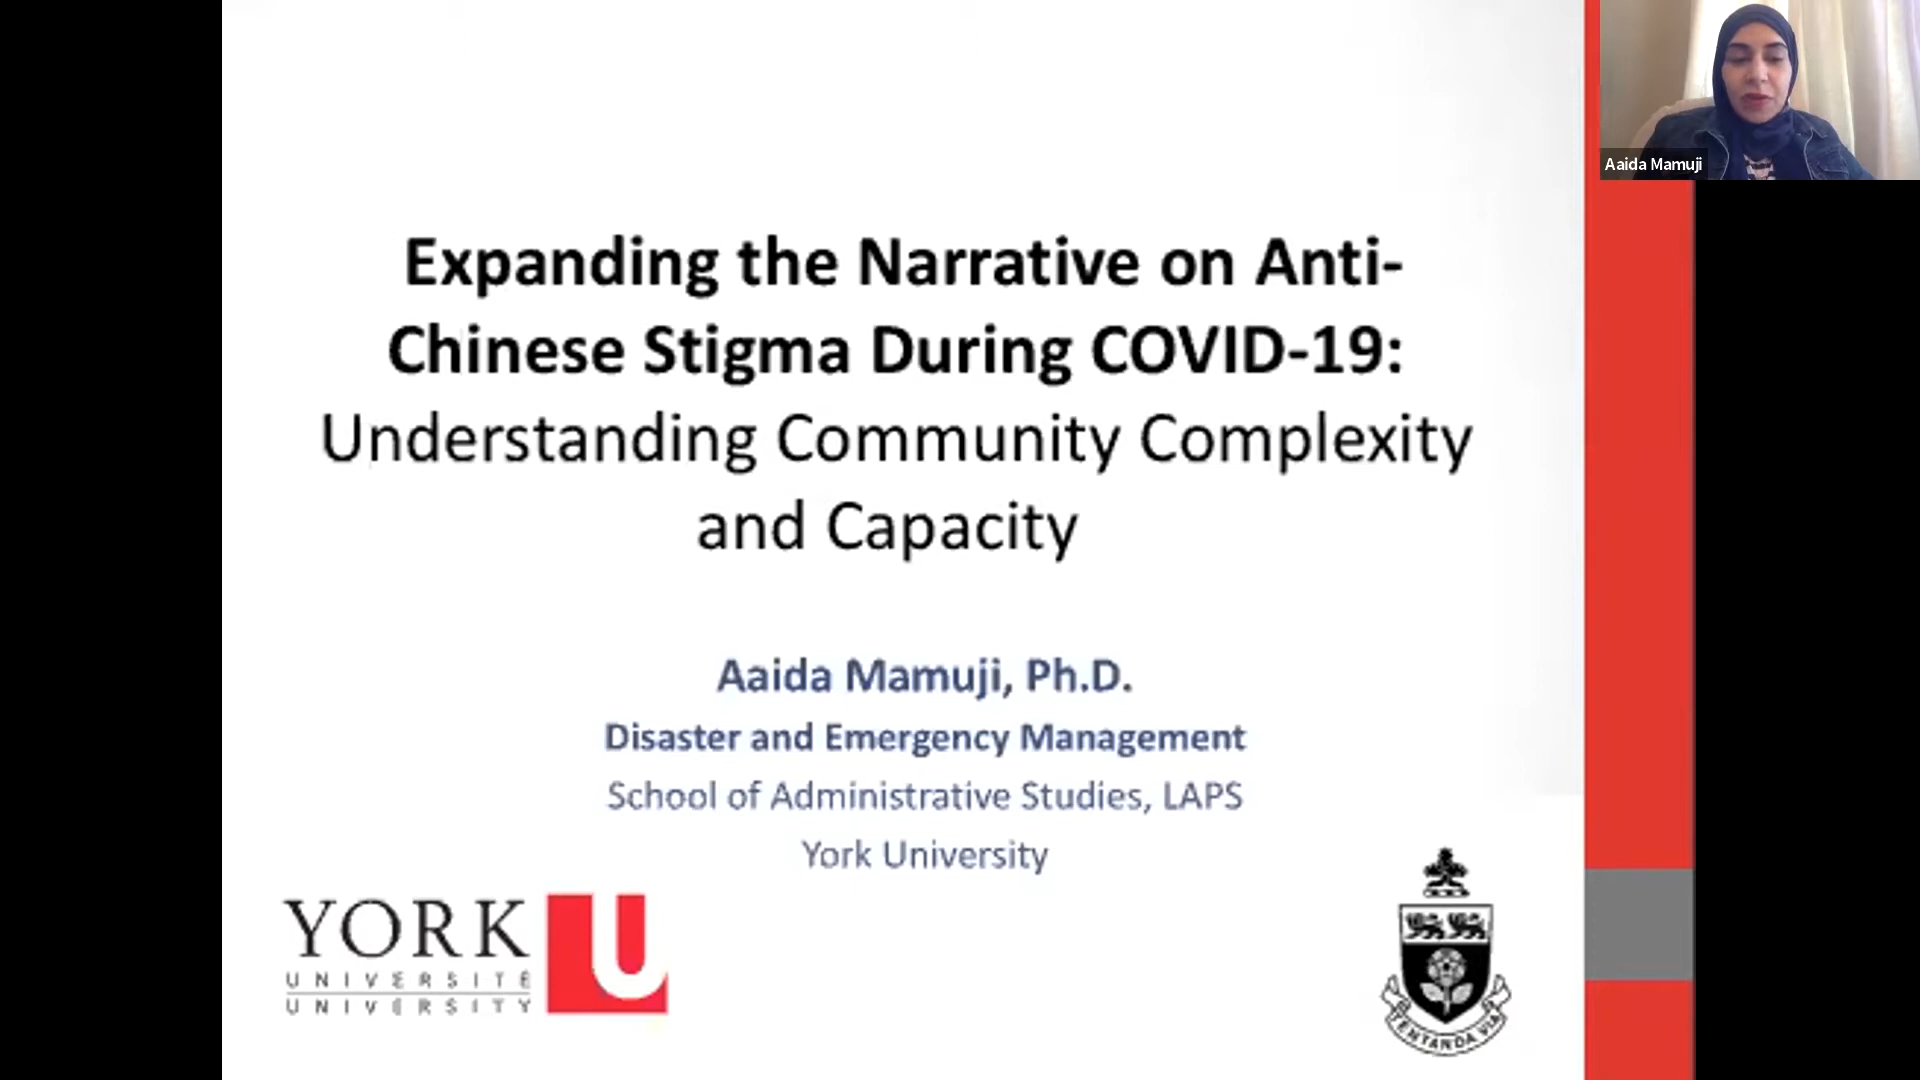 Aaida Mamuji
Expanding the Narrative on Anti-
Chinese Stigma During COVID-19:
Understanding Community Complexity
and Capacity
Aaida Mamuji, Ph.D.
Disaster and Emergency Management
School of Administrative Studies, LAPS
York University
YORK U
UNIVERSITÉ
UNIVERSITY
TENTANDA VIA